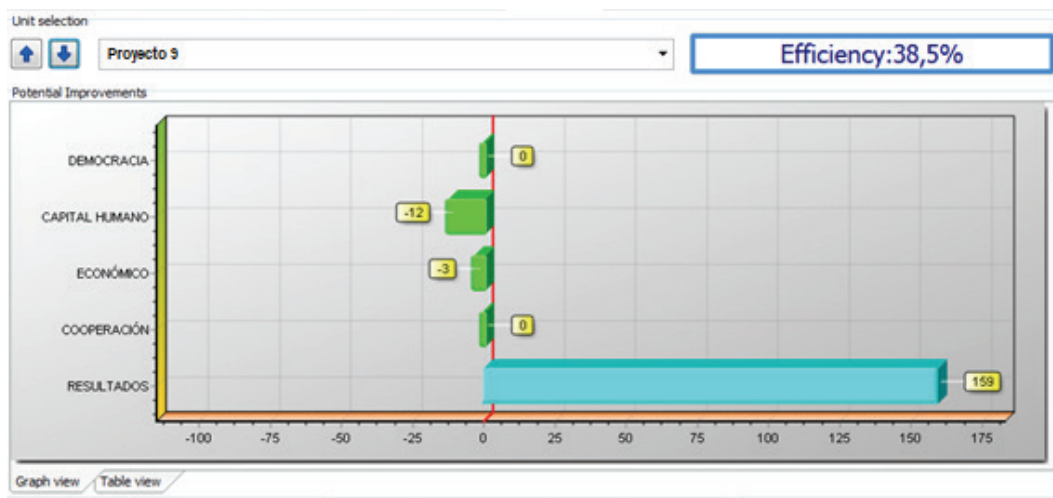 Unit selection
Proyecto 9
Efficiency:38,5%
Potential Improvements
DEMOCRACIA
0
CAPITAL HUMANO
-12
ECONÓMICO
-3
COOPERACIÓN
0
RESULTADOS
159
-100 -75 -50 -25 0 25 50 75 100 125 150 175
Graph view Table view